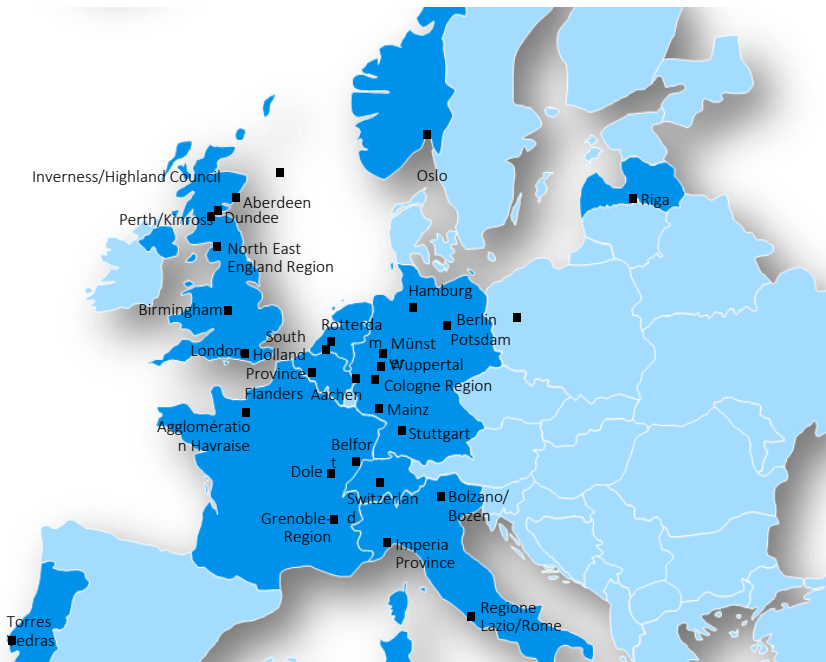 Oslo
Inverness/Highland Council
Aberdeen
Riga
Perth/Kinross
Dundee
North East
England Region
Hamburg
Birmingham
Berlin
Potsdam
Rotterda
m
South
Holland
Province
Münst
er
London
Wuppertal
Flanders
Aachen
Cologne Region
Mainz
Agglomératio
n Havraise
Stuttgart
Belfor
t
Dole
Switzerlan
d
Bolzano/
Bozen
Grenoble-
Region
Imperia
Province
Regione
Lazio/Rome
Torres
Vedras